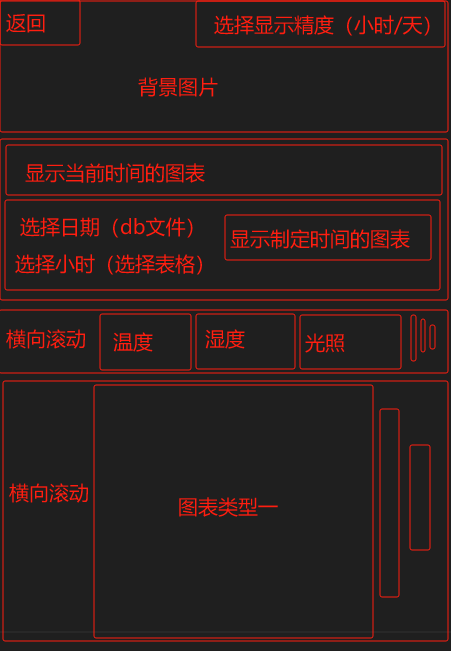 返回
选择显示精度（小时/天）
背景图片
显示当前时间的图表
选择日期（db文件）
显示制定时间的图表
选择小时（选择表格）
横向滚动
温度
湿度
光照
横向滚动
图表类型一